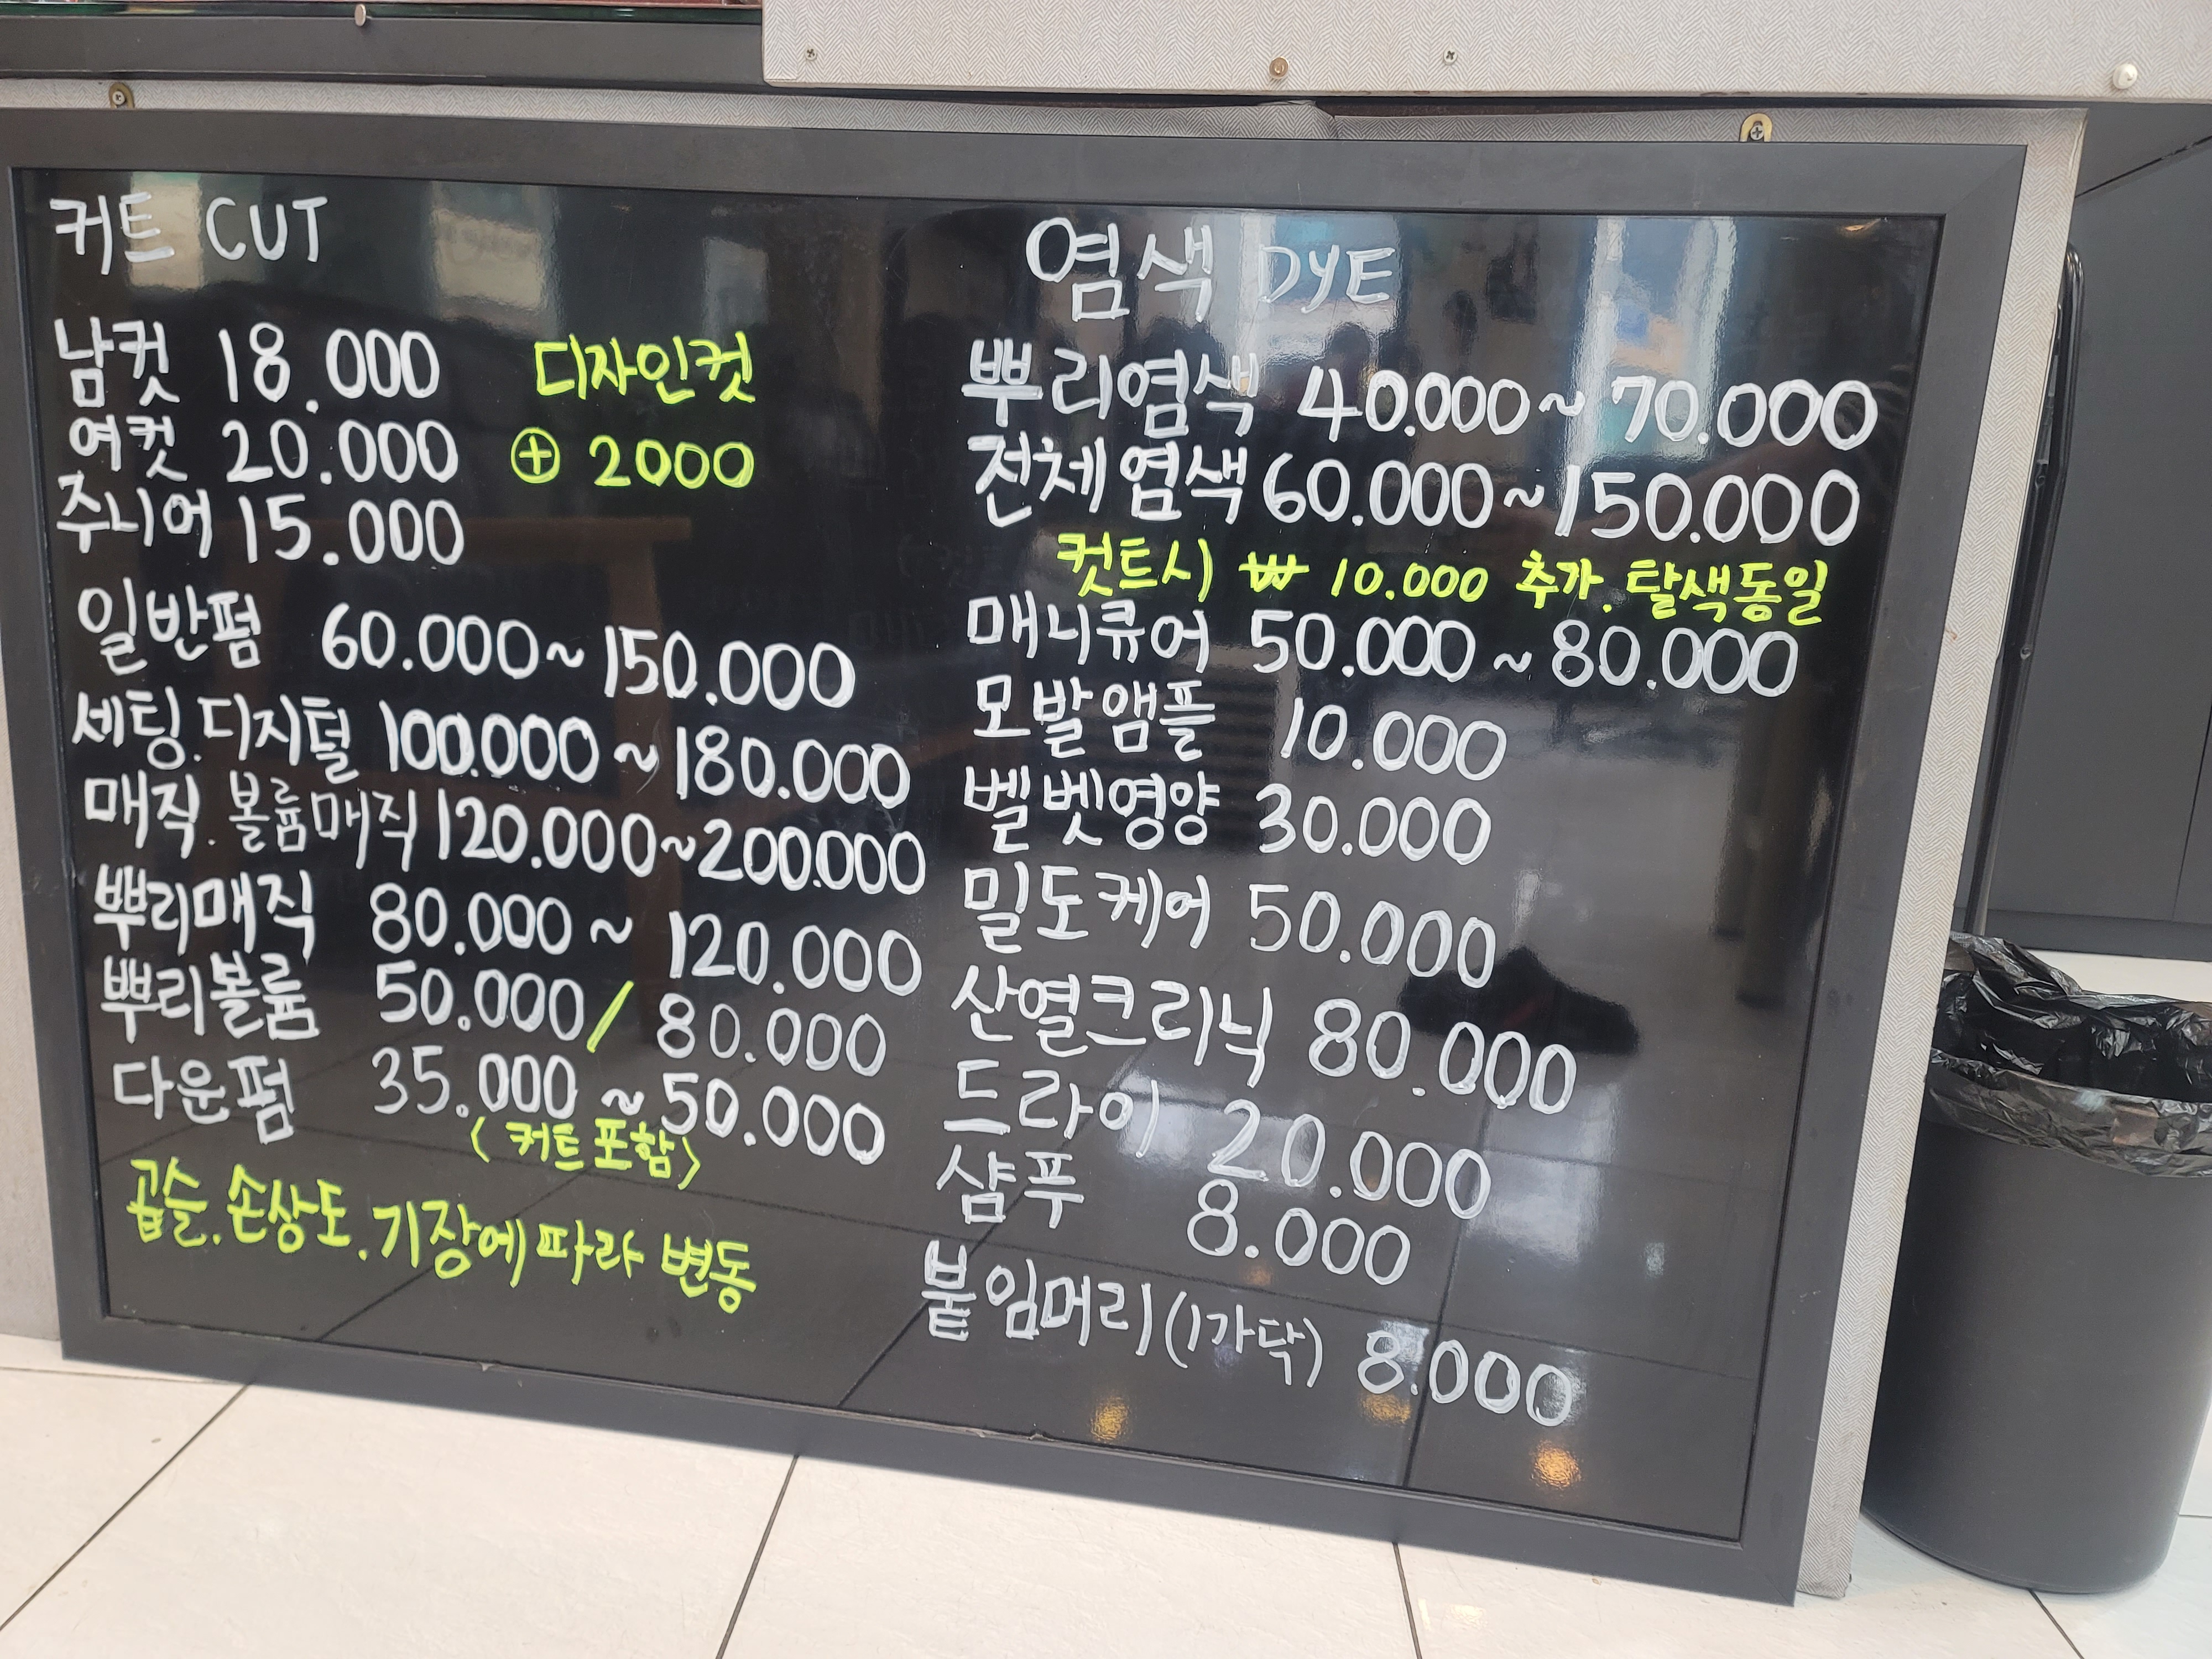 커트 CUT
남컷 18.000 디자인컷
여컷 20.000 ⊕ 2000
주니어 15.000
일반펌 60.000~150.000
세팅.디지털 100.000~180.000
매직.볼륨매직 120.000~200.000
뿌리매직 80.000~120.000
뿌리볼륨 50.000/80.000
다운펌 35.000~50.000
<커트포함>
곱슬.손상도.기장에따라 변동
염색 DYE
뿌리염색 40.000~70.000
전체염색 60.000~150.000
컷트시 ₩ 10.000 추가.탈색동일
매니큐어 50.000~80.000
모발앰플 10.000
벨벳영양 30.000
밀도케어 50.000
산열크리닉 80.000
드라이 20.000
샴푸 8.000
붙임머리(1가닥) 8.000